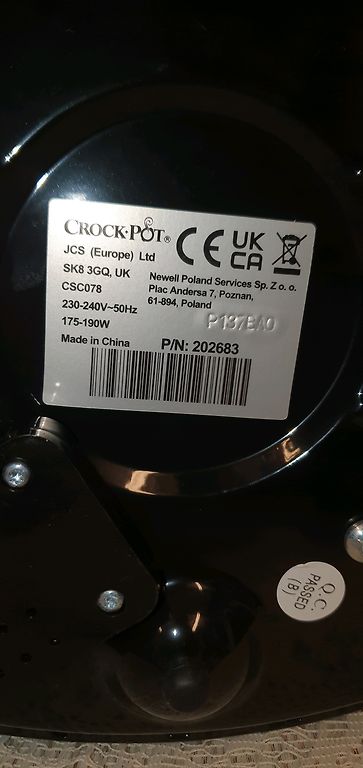 CROCK·POT®
JCS (Europe) Ltd
SK8 3GQ, UK
CSC078
230-240V~50Hz
175-190W
Made in China
CE UK
CA
Newell Poland Services Sp. Z o. o.
Plac Andersa 7, Poznan,
61-894, Poland
P137EA0
P/N: 202683
Q.C.
PASSED
(B)